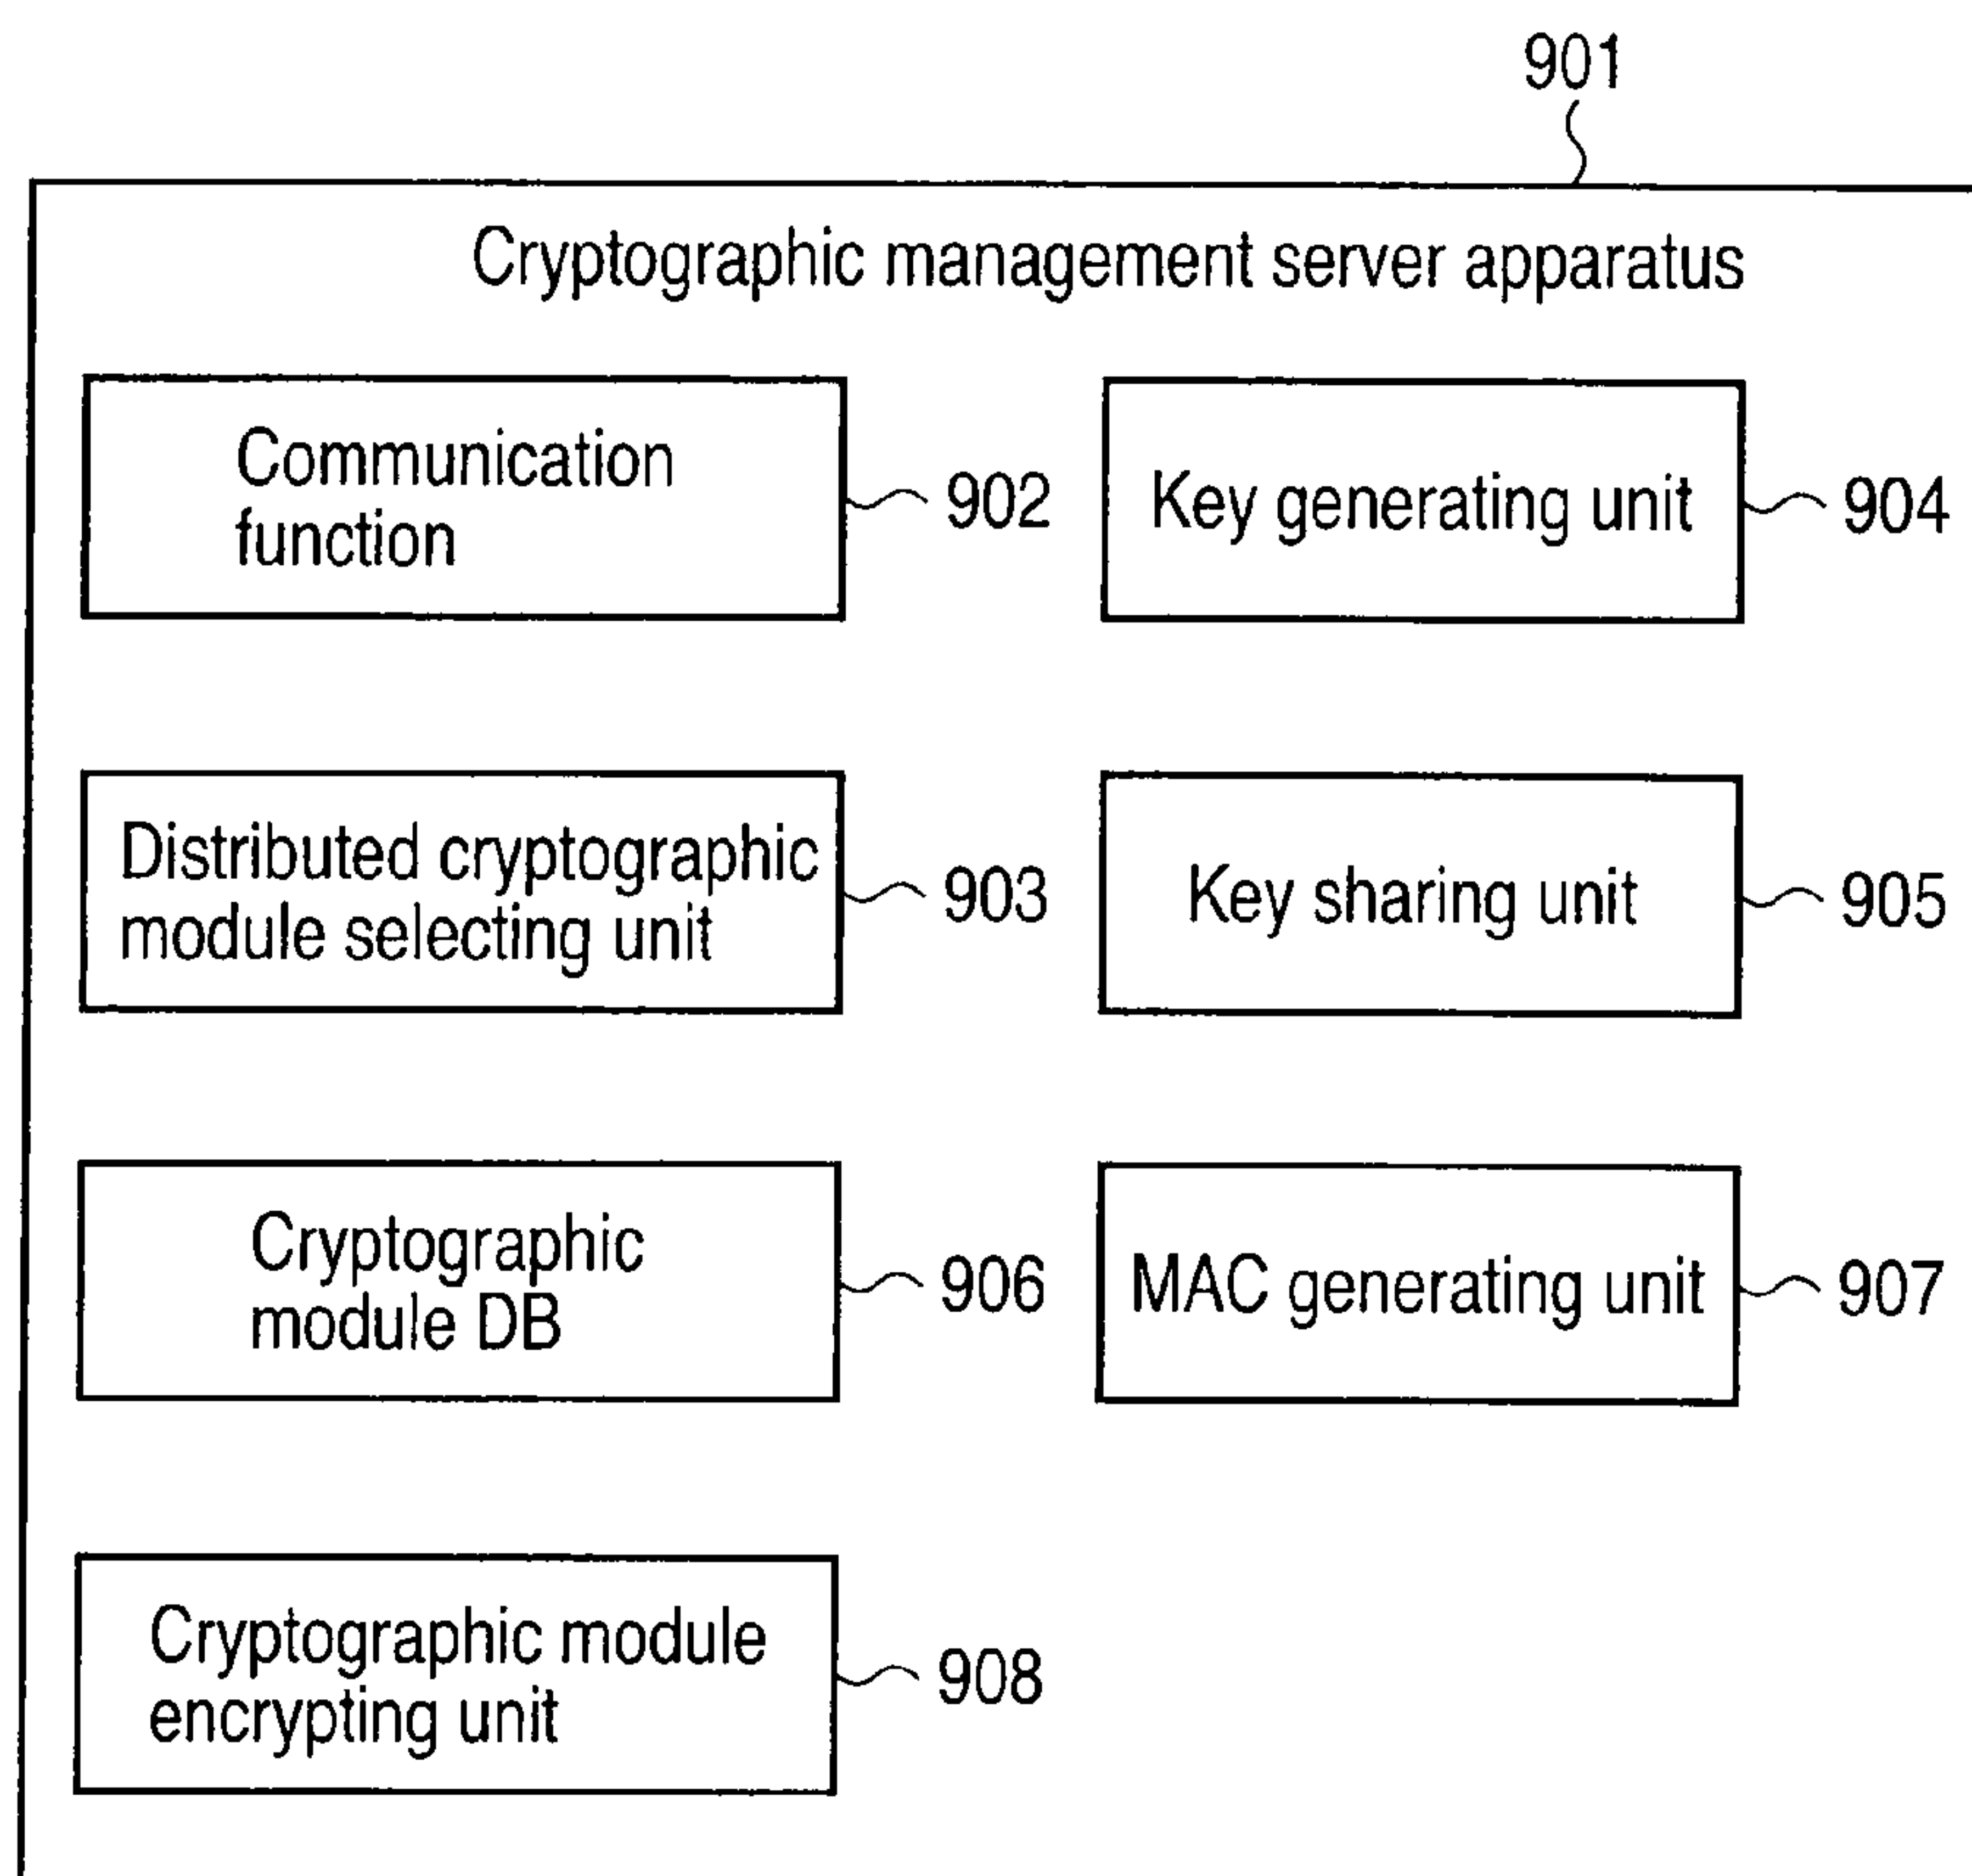 901
Cryptographic management server apparatus
Communication
function
902
Key generating unit
904
Distributed cryptographic
module selecting unit
903
Key sharing unit
905
Cryptographic
module DB
906
MAC generating unit
907
Cryptographic module
encrypting unit
908